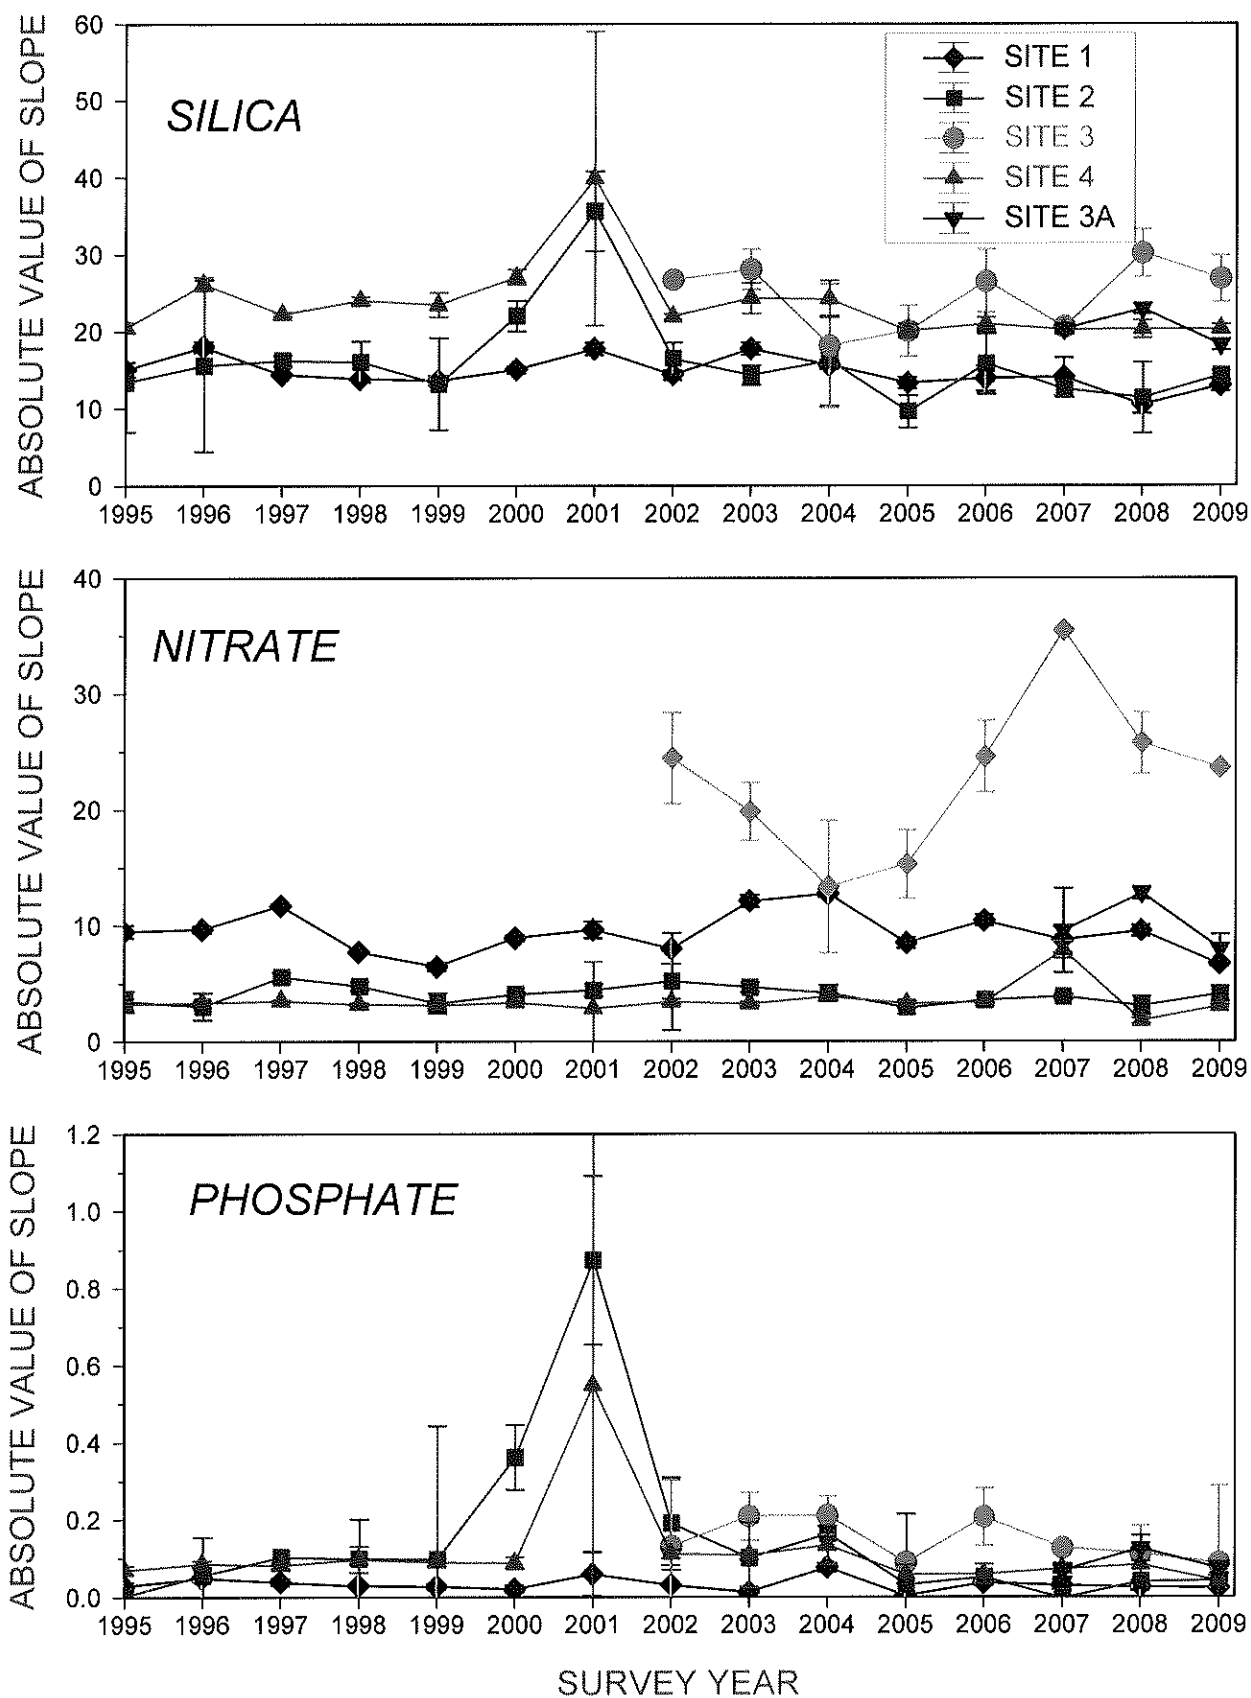 ABSOLUTE VALUE OF SLOPE
60
50
40
30
20
10
0
SILICA
SITE 1
SITE 2
SITE 3
SITE 4
SITE 3A
1995 1996 1997 1998 1999 2000 2001 2002 2003 2004 2005 2006 2007 2008 2009
ABSOLUTE VALUE OF SLOPE
40
30
20
10
0
NITRATE
1995 1996 1997 1998 1999 2000 2001 2002 2003 2004 2005 2006 2007 2008 2009
ABSOLUTE VALUE OF SLOPE
1.2
1.0
0.8
0.6
0.4
0.2
0.0
PHOSPHATE
1995 1996 1997 1998 1999 2000 2001 2002 2003 2004 2005 2006 2007 2008 2009
SURVEY YEAR